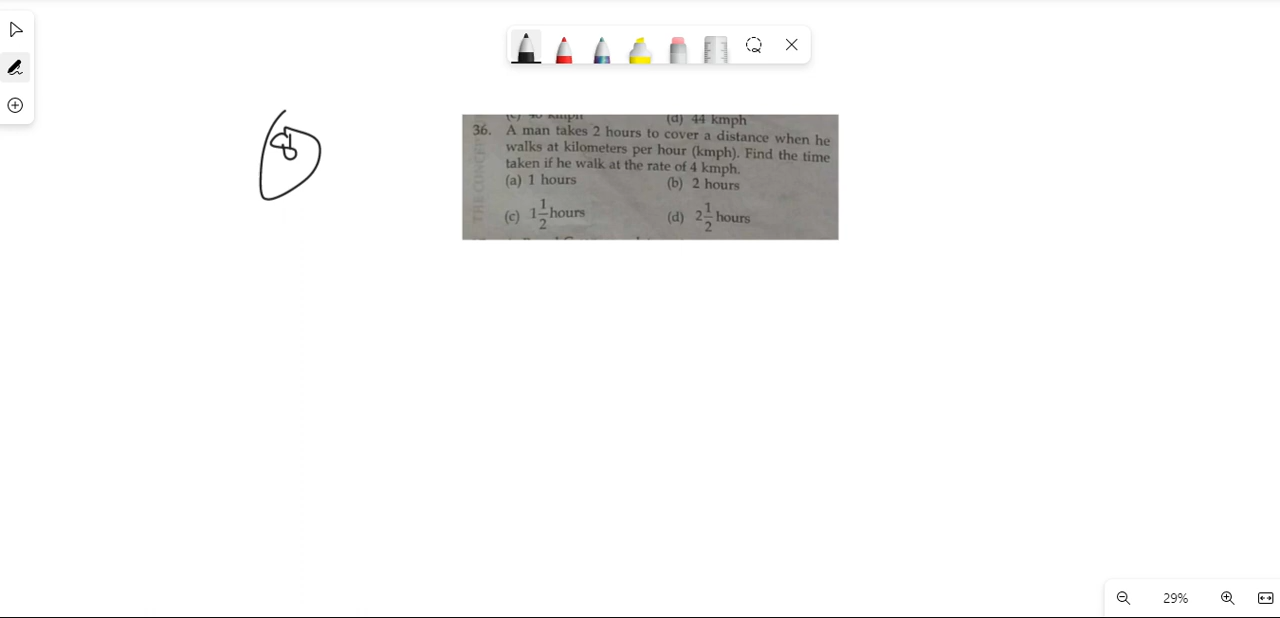 8
(d) 44 kmph
36. A man takes 2 hours to cover a distance when he
walks at kilometers per hour (kmph). Find the time
taken if he walk at the rate of 4 kmph.
(a) 1 hours (b) 2 hours
(c) 1 1/2 hours (d) 2 1/2 hours
29%